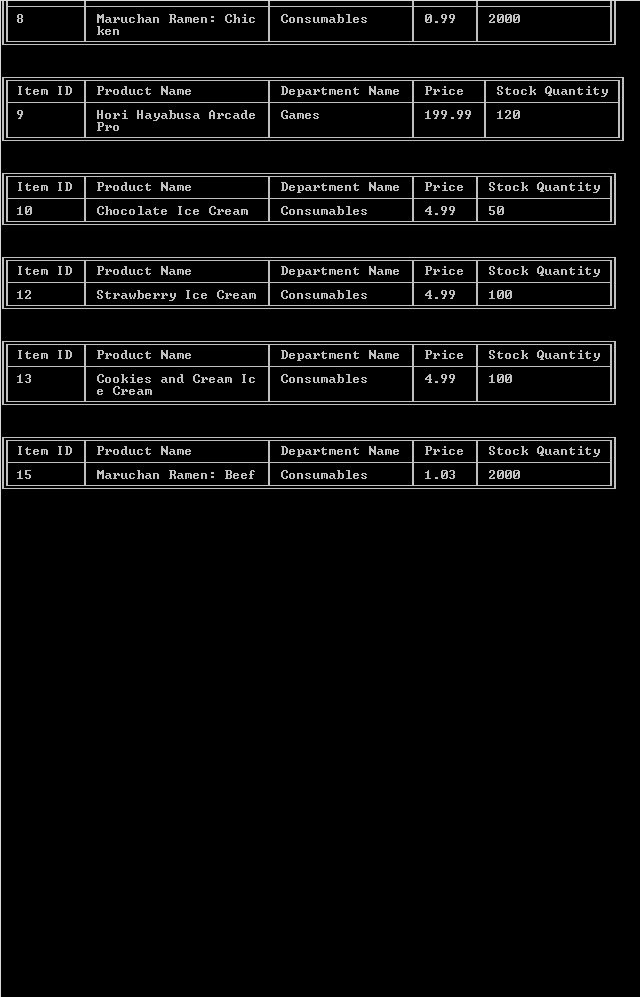 8 Maruchan Ramen: Chic Consumables 0.99 2000
ken
Item ID Product Name Department Name Price Stock Quantity
9 Hori Hayabusa Arcade Games 199.99 120
Pro
Item ID Product Name Department Name Price Stock Quantity
10 Chocolate Ice Cream Consumables 4.99 50
Item ID Product Name Department Name Price Stock Quantity
12 Strawberry Ice Cream Consumables 4.99 100
Item ID Product Name Department Name Price Stock Quantity
13 Cookies and Cream Ic Consumables 4.99 100
e Cream
Item ID Product Name Department Name Price Stock Quantity
15 Maruchan Ramen: Beef Consumables 1.03 2000